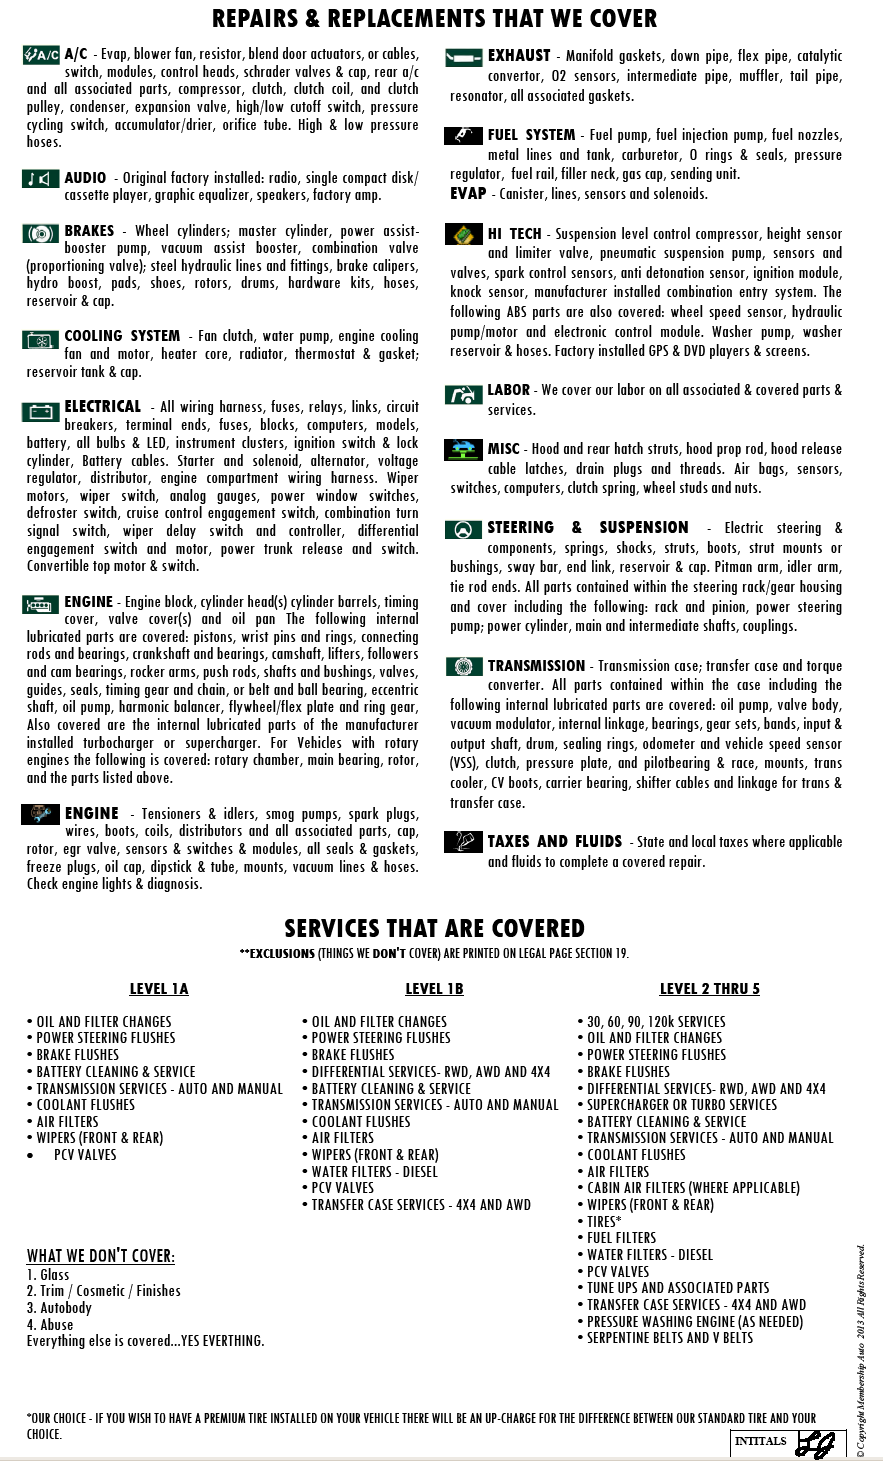 REPAIRS & REPLACEMENTS THAT WE COVER
A/C
A/C - Evap, blower fan, resistor, blend door actuators, or cables,
switch, modules, control heads, schrader valves & cap, rear a/c
and all associated parts, compressor, clutch, clutch coil, and clutch
pulley, condenser, expansion valve, high/low cutoff switch, pressure
cycling switch, accumulator/drier, orifice tube. High & low pressure
hoses.
AUDIO - Original factory installed: radio, single compact disk/
cassette player, graphic equalizer, speakers, factory amp.
BRAKES - Wheel cylinders; master cylinder, power assist-
booster pump, vacuum assist booster, combination valve
(proportioning valve); steel hydraulic lines and fittings, brake calipers,
hydro boost, pads, shoes, rotors, drums, hardware kits, hoses,
reservoir & cap.
COOLING SYSTEM - Fan clutch, water pump, engine cooling
fan and motor, heater core, radiator, thermostat & gasket;
reservoir tank & cap.
ELECTRICAL - All wiring harness, fuses, relays, links, circuit
breakers, terminal ends, fuses, blocks, computers, models,
battery, all bulbs & LED, instrument clusters, ignition switch & lock
cylinder, Battery cables. Starter and solenoid, alternator, voltage
regulator, distributor, engine compartment wiring harness. Wiper
motors, wiper switch, analog gauges, power window switches,
defroster switch, cruise control engagement switch, combination turn
signal switch, wiper delay switch and controller, differential
engagement switch and motor, power trunk release and switch.
Convertible top motor & switch.
ENGINE - Engine block, cylinder head(s) cylinder barrels, timing
cover, valve cover(s) and oil pan The following internal
lubricated parts are covered: pistons, wrist pins and rings, connecting
rods and bearings, crankshaft and bearings, camshaft, lifters, followers
and cam bearings, rocker arms, push rods, shafts and bushings, valves,
guides, seals, timing gear and chain, or belt and ball bearing, eccentric
shaft, oil pump, harmonic balancer, flywheel/flex plate and ring gear,
Also covered are the internal lubricated parts of the manufacturer
installed turbocharger or supercharger. For Vehicles with rotary
engines the following is covered: rotary chamber, main bearing, rotor,
and the parts listed above.
ENGINE - Tensioners & idlers, smog pumps, spark plugs,
wires, boots, coils, distributors and all associated parts, cap,
rotor, egr valve, sensors & switches & modules, all seals & gaskets,
freeze plugs, oil cap, dipstick & tube, mounts, vacuum lines & hoses.
Check engine lights & diagnosis.
EXHAUST - Manifold gaskets, down pipe, flex pipe, catalytic
convertor, O2 sensors, intermediate pipe, muffler, tail pipe,
resonator, all associated gaskets.
FUEL SYSTEM - Fuel pump, fuel injection pump, fuel nozzles,
metal lines and tank, carburetor, O rings & seals, pressure
regulator, fuel rail, filler neck, gas cap, sending unit.
EVAP - Canister, lines, sensors and solenoids.
HI TECH - Suspension level control compressor, height sensor
and limiter valve, pneumatic suspension pump, sensors and
valves, spark control sensors, anti detonation sensor, ignition module,
knock sensor, manufacturer installed combination entry system. The
following ABS parts are also covered: wheel speed sensor, hydraulic
pump/motor and electronic control module. Washer pump, washer
reservoir & hoses. Factory installed GPS & DVD players & screens.
LABOR - We cover our labor on all associated & covered parts &
services.
MISC - Hood and rear hatch struts, hood prop rod, hood release
cable latches, drain plugs and threads. Air bags, sensors,
switches, computers, clutch spring, wheel studs and nuts.
STEERING & SUSPENSION - Electric steering &
components, springs, shocks, struts, boots, strut mounts or
bushings, sway bar, end link, reservoir & cap. Pitman arm, idler arm,
tie rod ends. All parts contained within the steering rack/gear housing
and cover including the following: rack and pinion, power steering
pump; power cylinder, main and intermediate shafts, couplings.
TRANSMISSION - Transmission case; transfer case and torque
converter. All parts contained within the case including the
following internal lubricated parts are covered: oil pump, valve body,
vacuum modulator, internal linkage, bearings, gear sets, bands, input &
output shaft, drum, sealing rings, odometer and vehicle speed sensor
(VSS), clutch, pressure plate, and pilotbearing & race, mounts, trans
cooler, CV boots, carrier bearing, shifter cables and linkage for trans &
transfer case.
TAXES AND FLUIDS - State and local taxes where applicable
and fluids to complete a covered repair.
SERVICES THAT ARE COVERED
**EXCLUSIONS (THINGS WE DON'T COVER) ARE PRINTED ON LEGAL PAGE SECTION 19.
LEVEL 1A
• OIL AND FILTER CHANGES
• POWER STEERING FLUSHES
• BRAKE FLUSHES
• BATTERY CLEANING & SERVICE
• TRANSMISSION SERVICES - AUTO AND MANUAL
• COOLANT FLUSHES
• AIR FILTERS
• WIPERS (FRONT & REAR)
• PCV VALVES
LEVEL 1B
• OIL AND FILTER CHANGES
• POWER STEERING FLUSHES
• BRAKE FLUSHES
• DIFFERENTIAL SERVICES- RWD, AWD AND 4X4
• BATTERY CLEANING & SERVICE
• TRANSMISSION SERVICES - AUTO AND MANUAL
• COOLANT FLUSHES
• AIR FILTERS
• WIPERS (FRONT & REAR)
• WATER FILTERS - DIESEL
• PCV VALVES
• TRANSFER CASE SERVICES - 4X4 AND AWD
LEVEL 2 THRU 5
• 30, 60, 90, 120k SERVICES
• OIL AND FILTER CHANGES
• POWER STEERING FLUSHES
• BRAKE FLUSHES
• DIFFERENTIAL SERVICES- RWD, AWD AND 4X4
• SUPERCHARGER OR TURBO SERVICES
• BATTERY CLEANING & SERVICE
• TRANSMISSION SERVICES - AUTO AND MANUAL
• COOLANT FLUSHES
• AIR FILTERS
• CABIN AIR FILTERS (WHERE APPLICABLE)
• WIPERS (FRONT & REAR)
• TIRES*
• FUEL FILTERS
• WATER FILTERS - DIESEL
• PCV VALVES
• TUNE UPS AND ASSOCIATED PARTS
• TRANSFER CASE SERVICES - 4X4 AND AWD
• PRESSURE WASHING ENGINE (AS NEEDED)
• SERPENTINE BELTS AND V BELTS
WHAT WE DON'T COVER:
1. Glass
2. Trim / Cosmetic / Finishes
3. Autobody
4. Abuse
Everything else is covered...YES EVERTHING.
*OUR CHOICE - IF YOU WISH TO HAVE A PREMIUM TIRE INSTALLED ON YOUR VEHICLE THERE WILL BE AN UP-CHARGE FOR THE DIFFERENCE BETWEEN OUR STANDARD TIRE AND YOUR
CHOICE.
INTITALS
© Copyright Membership Auto 2013 All Rights Reserved.